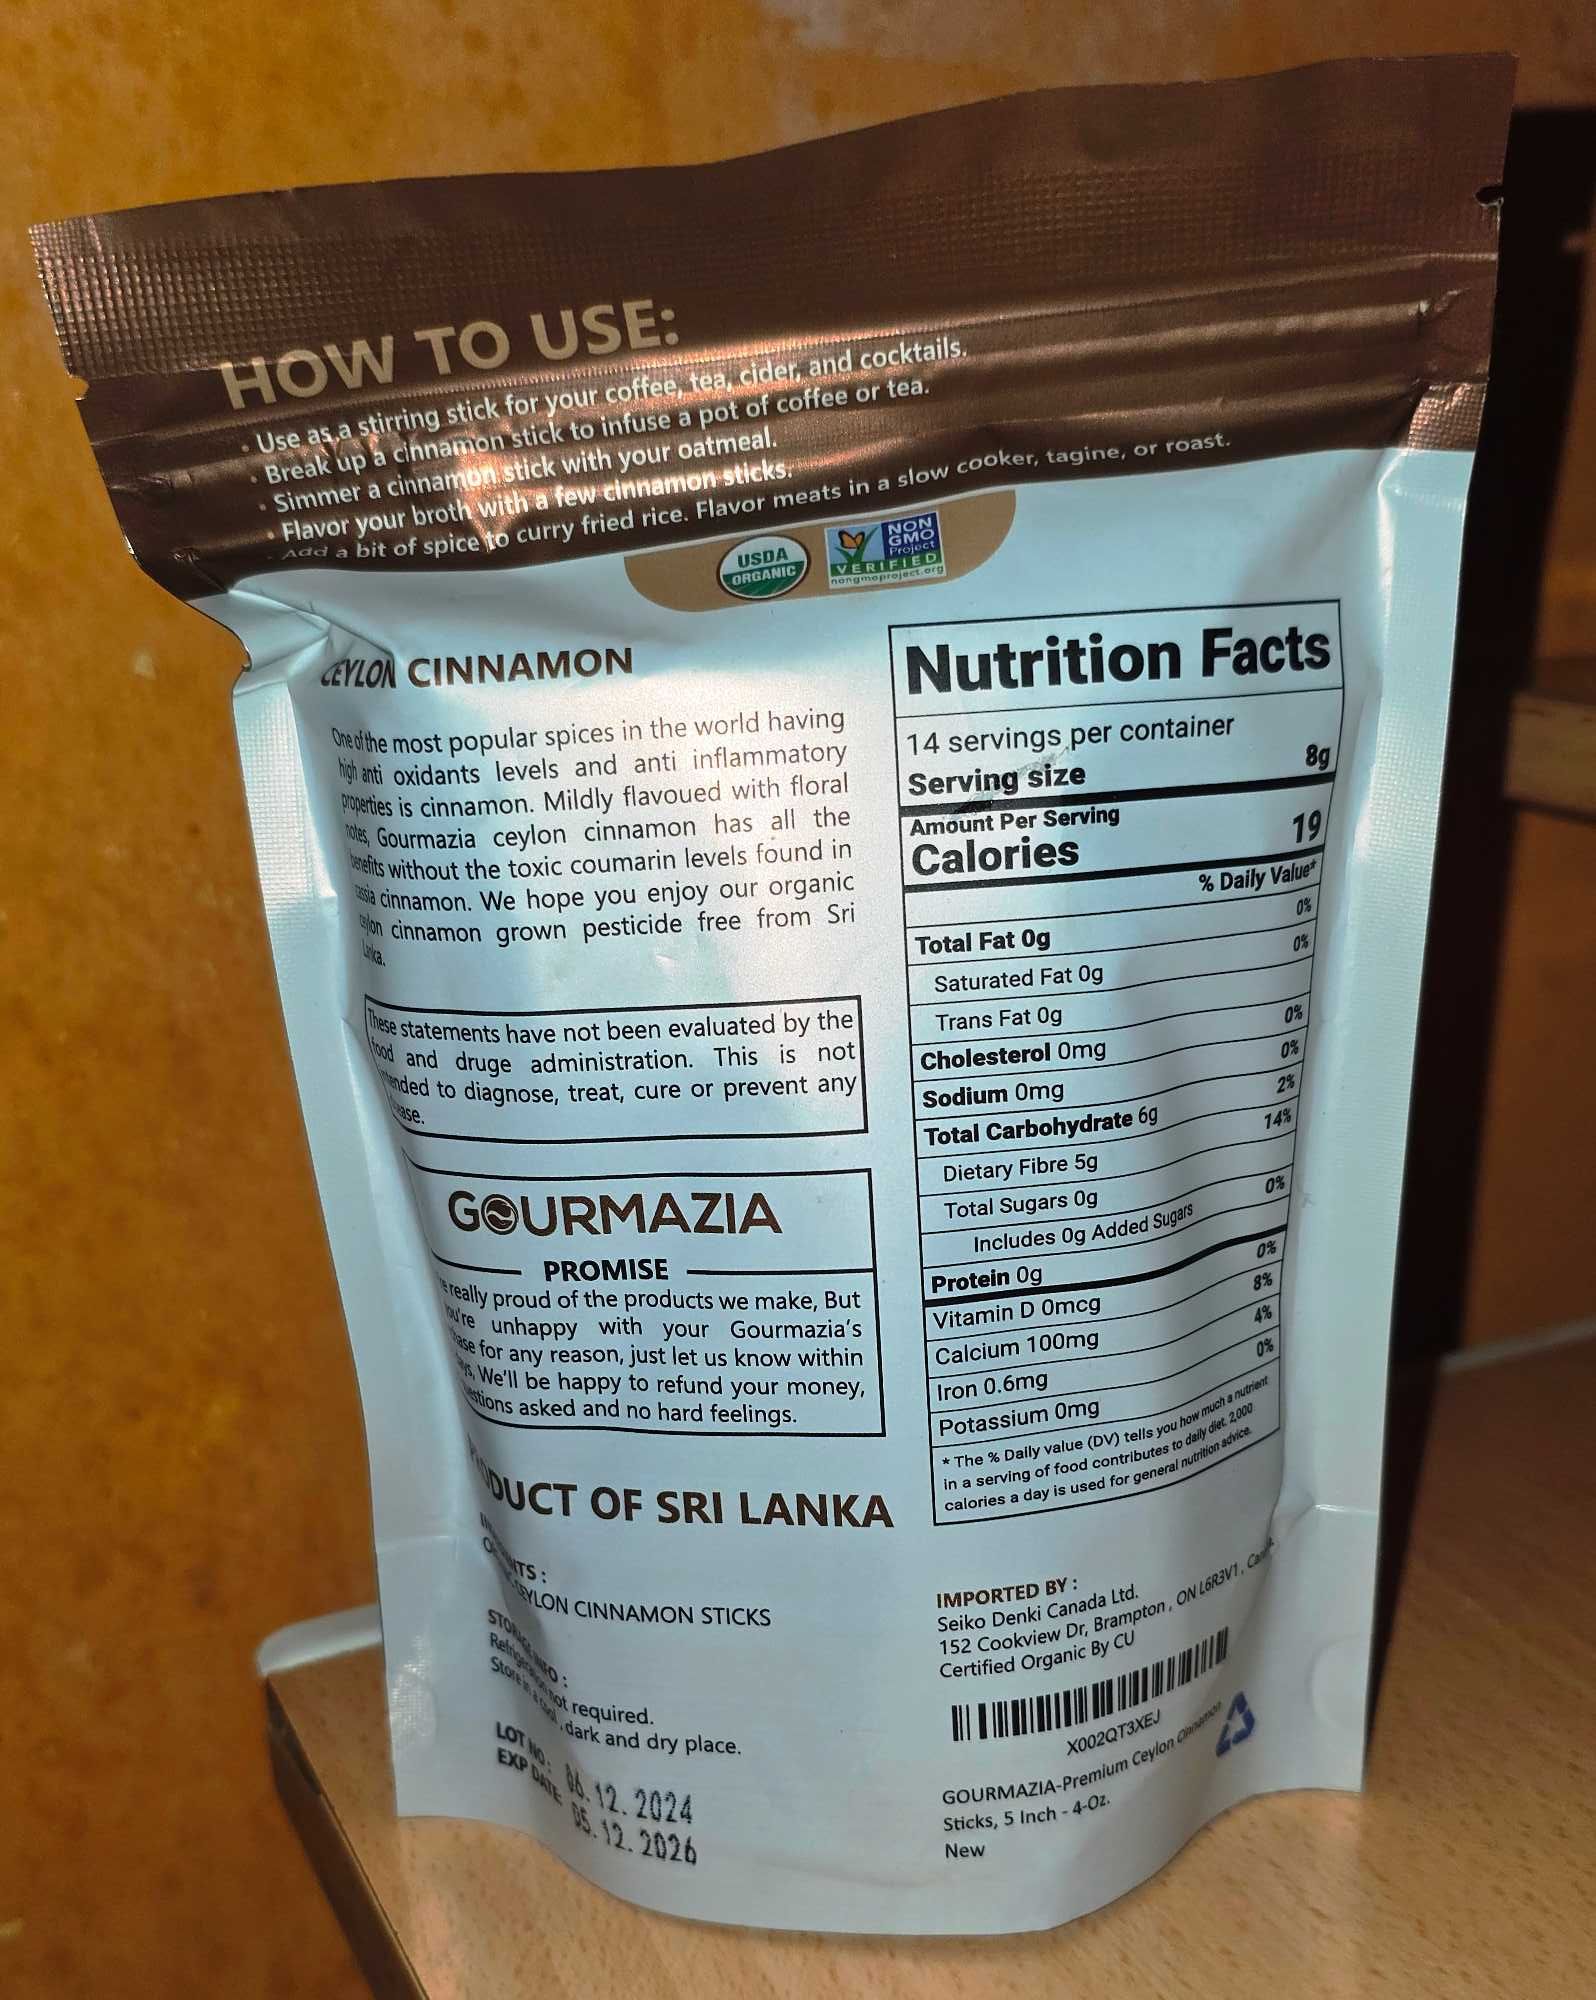 HOW TO USE:
• Use as a stirring stick for your coffee, tea, cider, and cocktails.
• Break up a cinnamon stick to infuse a pot of coffee or tea.
• Simmer a cinnamon stick with your oatmeal.
• Flavor your broth with a few cinnamon sticks.
• Add a bit of spice to curry fried rice. Flavor meats in a slow cooker, tagine, or roast.
USDA
ORGANIC
NON
GMO
Project
VERIFIED
nongmoproject.org
CEYLON CINNAMON
One of the most popular spices in the world having
high anti oxidants levels and anti inflammatory
properties is cinnamon. Mildly flavoued with floral
notes, Gourmazia ceylon cinnamon has all the
benefits without the toxic coumarin levels found in
cassia cinnamon. We hope you enjoy our organic
ceylon cinnamon grown pesticide free from Sri
Lanka.
These statements have not been evaluated by the
food and druge administration. This is not
intended to diagnose, treat, cure or prevent any
GOURMAZIA
PROMISE
really proud of the products we make, But
unhappy with your Gourmazia's
for any reason, just let us know within
We'll be happy to refund your money,
asked and no hard feelings.
PRODUCT OF SRI LANKA
CEYLON CINNAMON STICKS
STORAGE INFO :
Refrigeration not required.
Store in a cool, dark and dry place.
LOT NO: 06.12.2024
EXP DATE 05.12.2026
Nutrition Facts
14 servings per container
Serving size 8g
Amount Per Serving
Calories 19
% Daily Value*
Total Fat 0g 0%
Saturated Fat 0g 0%
Trans Fat 0g
Cholesterol 0mg 0%
Sodium 0mg 0%
Total Carbohydrate 6g 2%
Dietary Fibre 5g 14%
Total Sugars 0g
Includes 0g Added Sugars 0%
Protein 0g
Vitamin D 0mcg 0%
Calcium 100mg 8%
Iron 0.6mg 4%
Potassium 0mg 0%
* The % Daily value (DV) tells you how much a nutrient
in a serving of food contributes to daily diet. 2,000
calories a day is used for general nutrition advice.
IMPORTED BY :
Seiko Denki Canada Ltd.
152 Cookview Dr, Brampton, ON L6R3V1, Canada
Certified Organic By CU
X002QT3XEJ
GOURMAZIA-Premium Ceylon Cinnamon
Sticks, 5 Inch - 4-Oz.
New